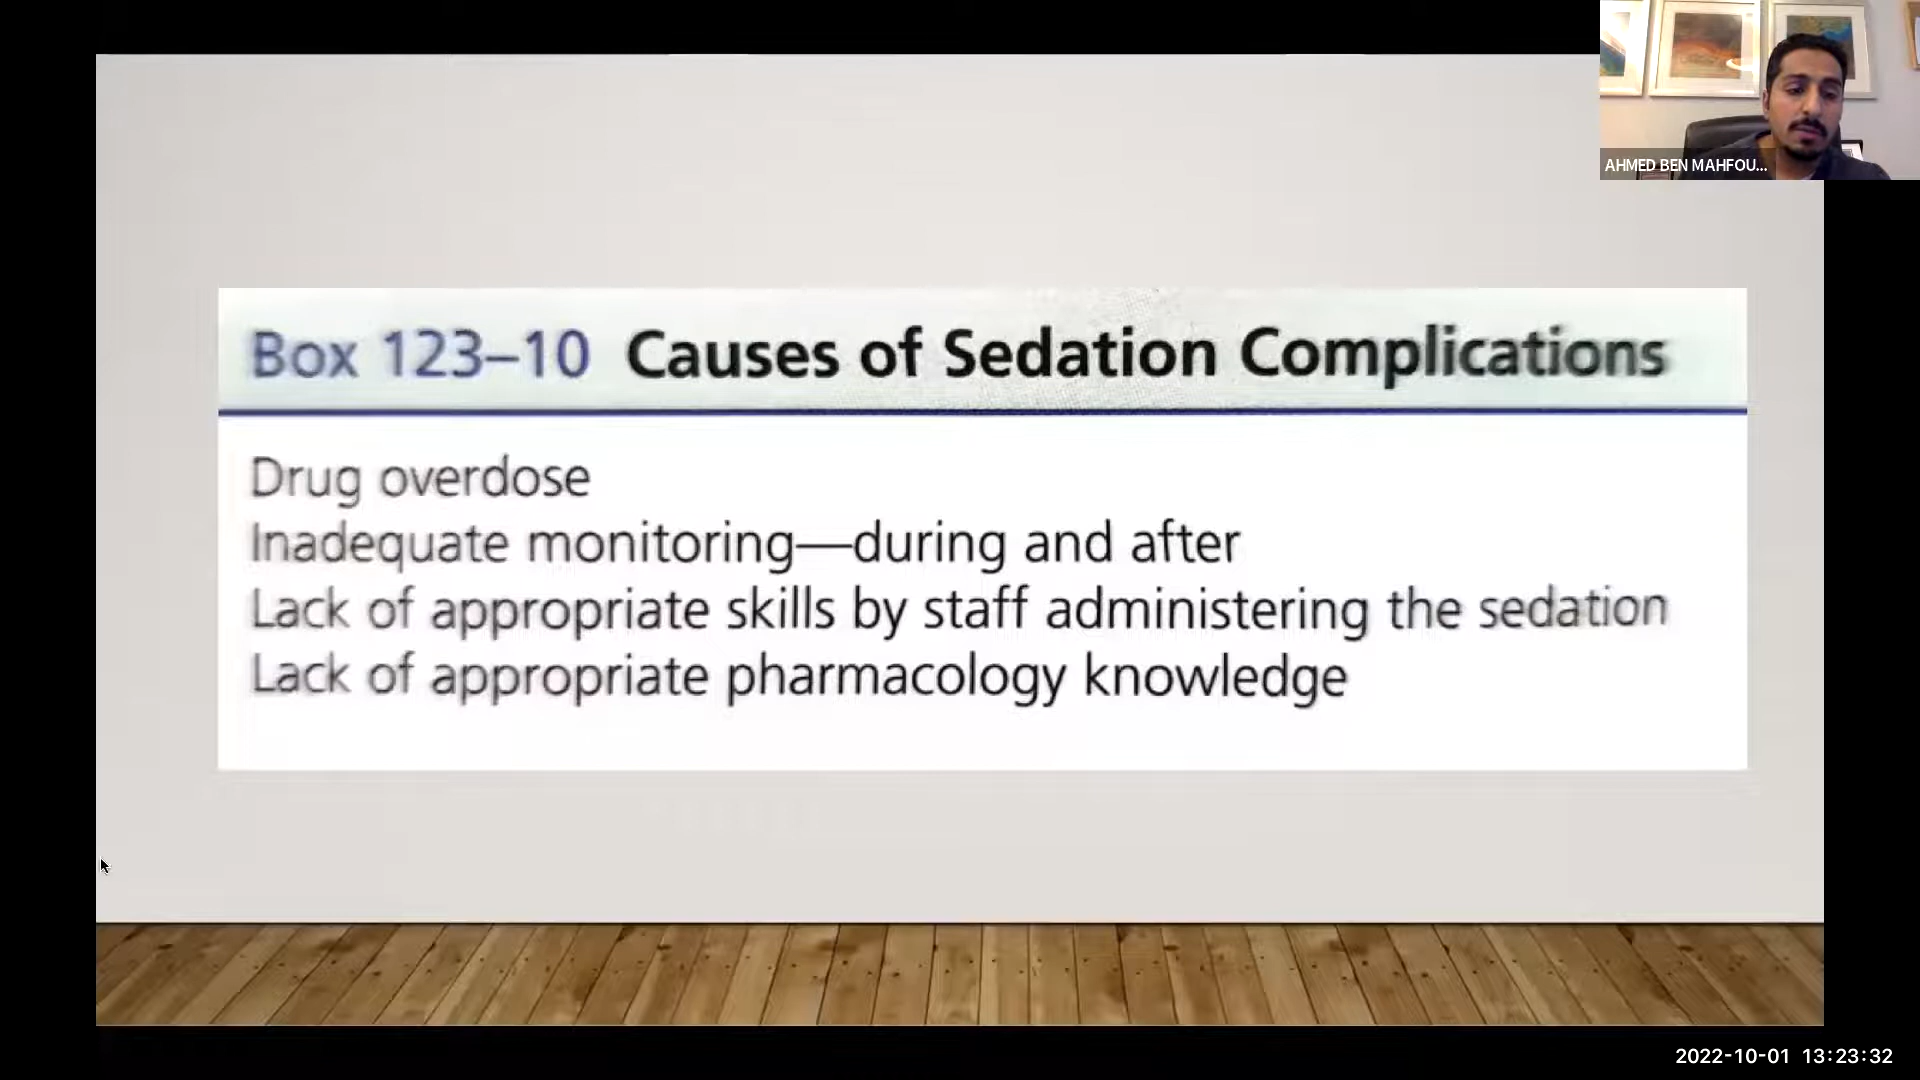 AHMED BEN MAHFOU...
Box 123–10 Causes of Sedation Complications
Drug overdose
Inadequate monitoring—during and after
Lack of appropriate skills by staff administering the sedation
Lack of appropriate pharmacology knowledge
2022-10-01 13:23:32